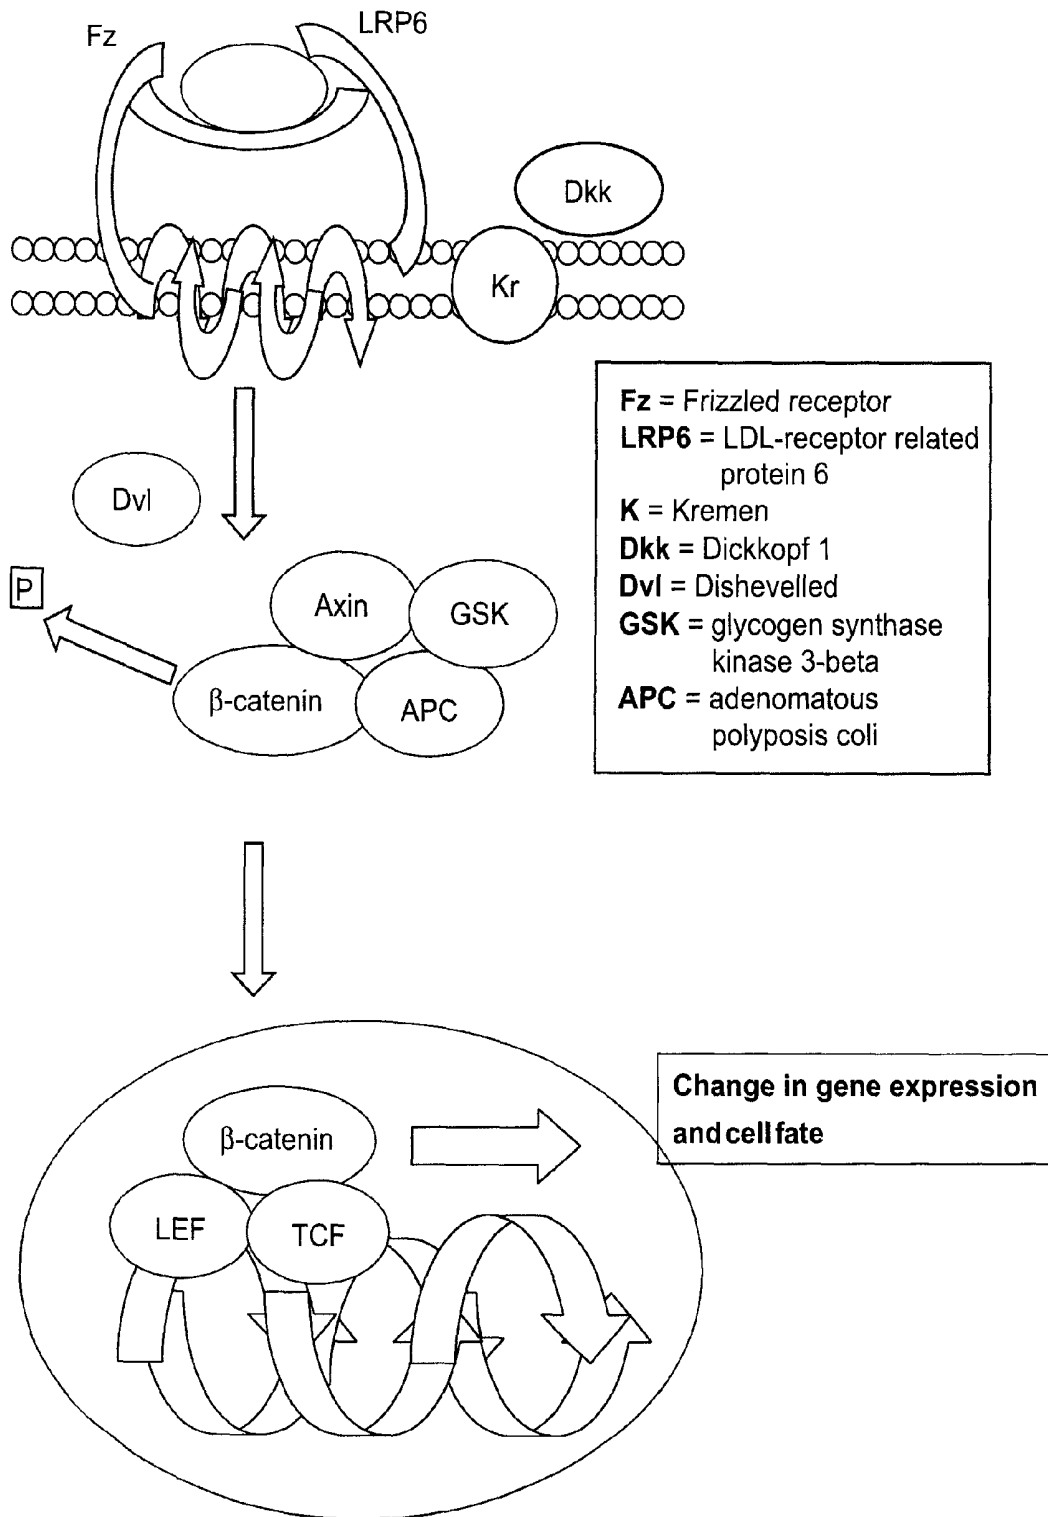 Fz
LRP6
Dkk
Kr
Fz = Frizzled receptor
LRP6 = LDL-receptor related
protein 6
K = Kremen
Dkk = Dickkopf 1
Dvl = Dishevelled
GSK = glycogen synthase
kinase 3-beta
APC = adenomatous
polyposis coli
Dvl
P
Axin
GSK
β-catenin
APC
Change in gene expression
and cell fate
β-catenin
LEF
TCF